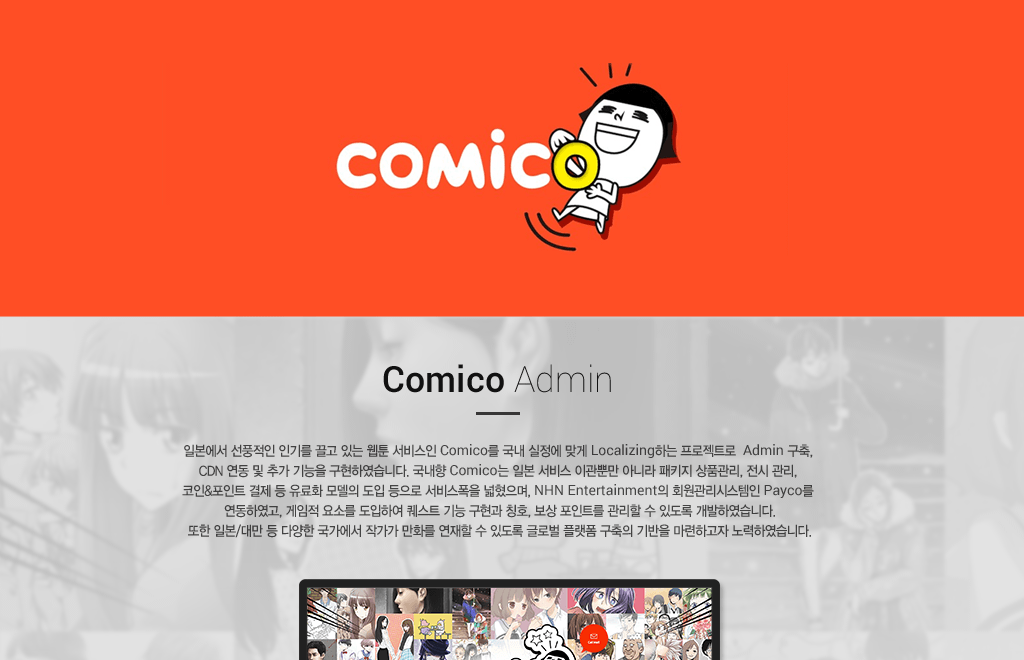 comico
Comico Admin
일본에서 선풍적인 인기를 끌고 있는 웹툰 서비스인 Comico를 국내 실정에 맞게 Localizing하는 프로젝트로 Admin 구축,
CDN 연동 및 추가 기능을 구현하였습니다. 국내향 Comico는 일본 서비스 이관뿐만 아니라 패키지 상품관리, 전시 관리,
코인&포인트 결제 등 유료화 모델의 도입 등으로 서비스폭을 넓혔으며, NHN Entertainment의 회원관리시스템인 Payco를
연동하였고, 게임적 요소를 도입하여 퀘스트 기능 구현과 칭호, 보상 포인트를 관리할 수 있도록 개발하였습니다.
또한 일본/대만 등 다양한 국가에서 작가가 만화를 연재할 수 있도록 글로벌 플랫폼 구축의 기반을 마련하고자 노력하였습니다.